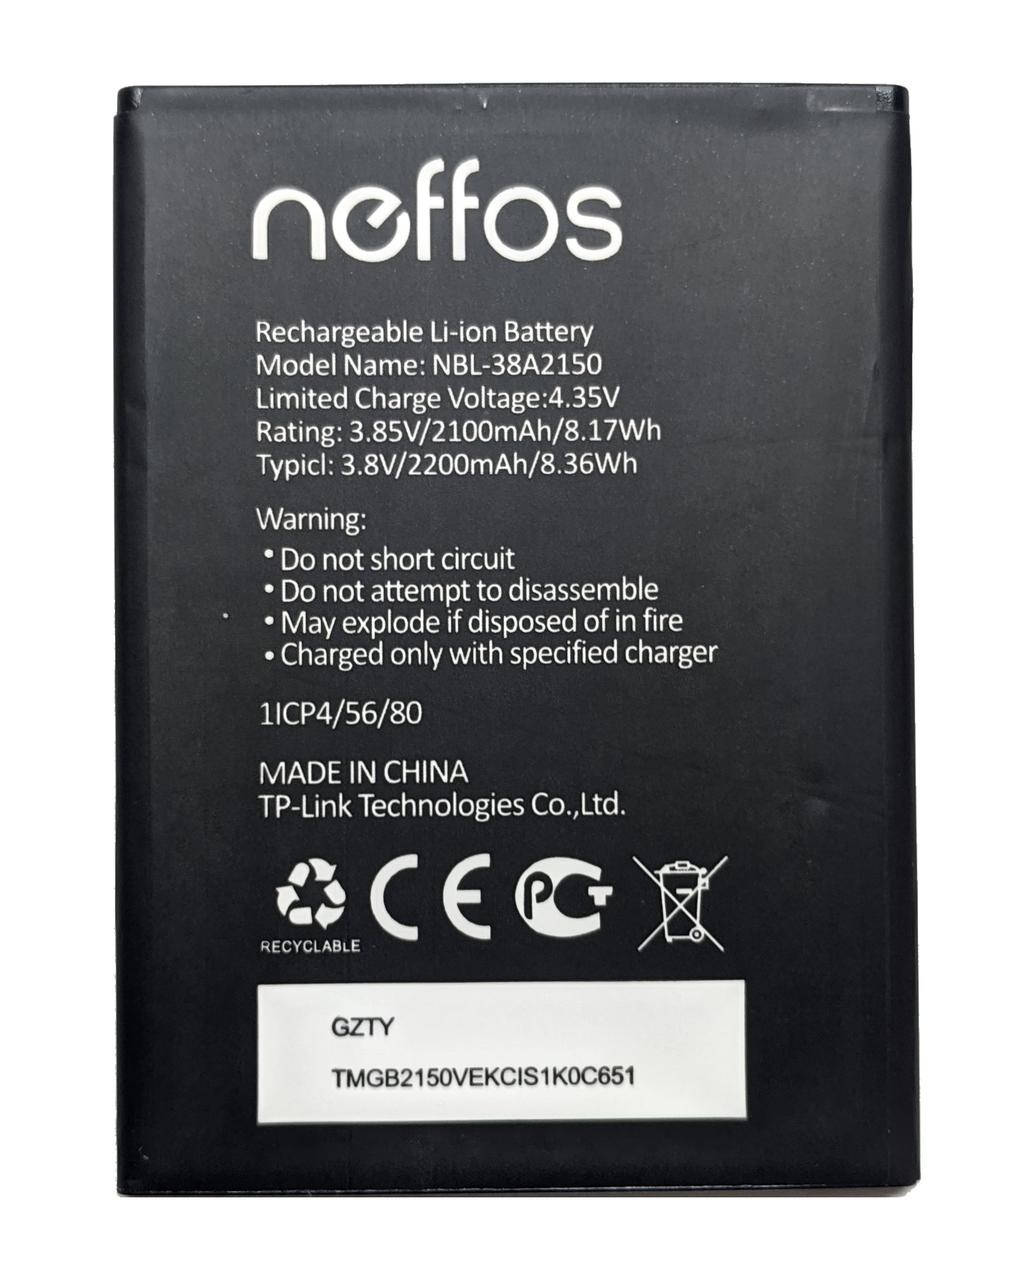 neffos
Rechargeable Li-ion Battery
Model Name: NBL-38A2150
Limited Charge Voltage:4.35V
Rating: 3.85V/2100mAh/8.17Wh
Typicl: 3.8V/2200mAh/8.36Wh
Warning:
• Do not short circuit
• Do not attempt to disassemble
• May explode if disposed of in fire
• Charged only with specified charger
1ICP4/56/80
MADE IN CHINA
TP-Link Technologies Co.,Ltd.
CE PCT
RECYCLABLE
GZTY
TMGB2150VEKCIS1K0C651